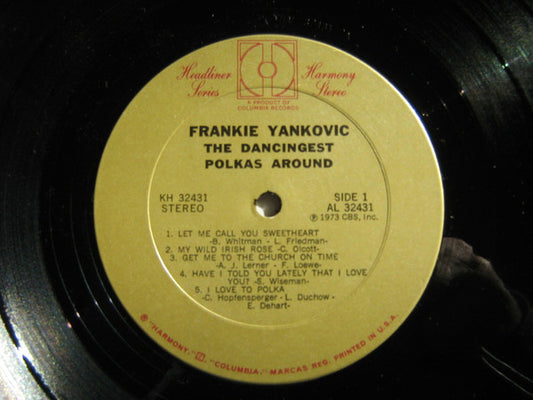 Headliner Harmony
Series Stereo
A PRODUCT OF
COLUMBIA RECORDS
FRANKIE YANKOVIC
THE DANCINGEST
POLKAS AROUND
KH 32431 SIDE 1
STEREO AL 32431
℗ 1973 CBS, Inc.
1. LET ME CALL YOU SWEETHEART
-B. Whitman - L. Friedman-
2. MY WILD IRISH ROSE -C. Olcott-
3. GET ME TO THE CHURCH ON TIME
-A. J. Lerner - F. Loewe-
4. HAVE I TOLD YOU LATELY THAT I LOVE
YOU? -S. Wiseman-
5. I LOVE TO POLKA
-C. Hopfensperger - L. Duchow -
E. Dehart-
® "HARMONY," "COLUMBIA," MARCAS REG. PRINTED IN U.S.A.